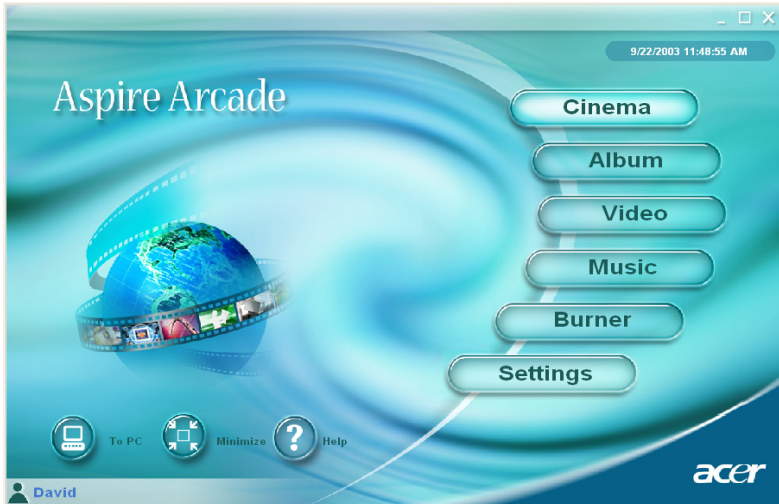 9/22/2003 11:48:55 AM
Aspire Arcade
Cinema
Album
Video
Music
Burner
Settings
To PC
Minimize
Help
acer
David